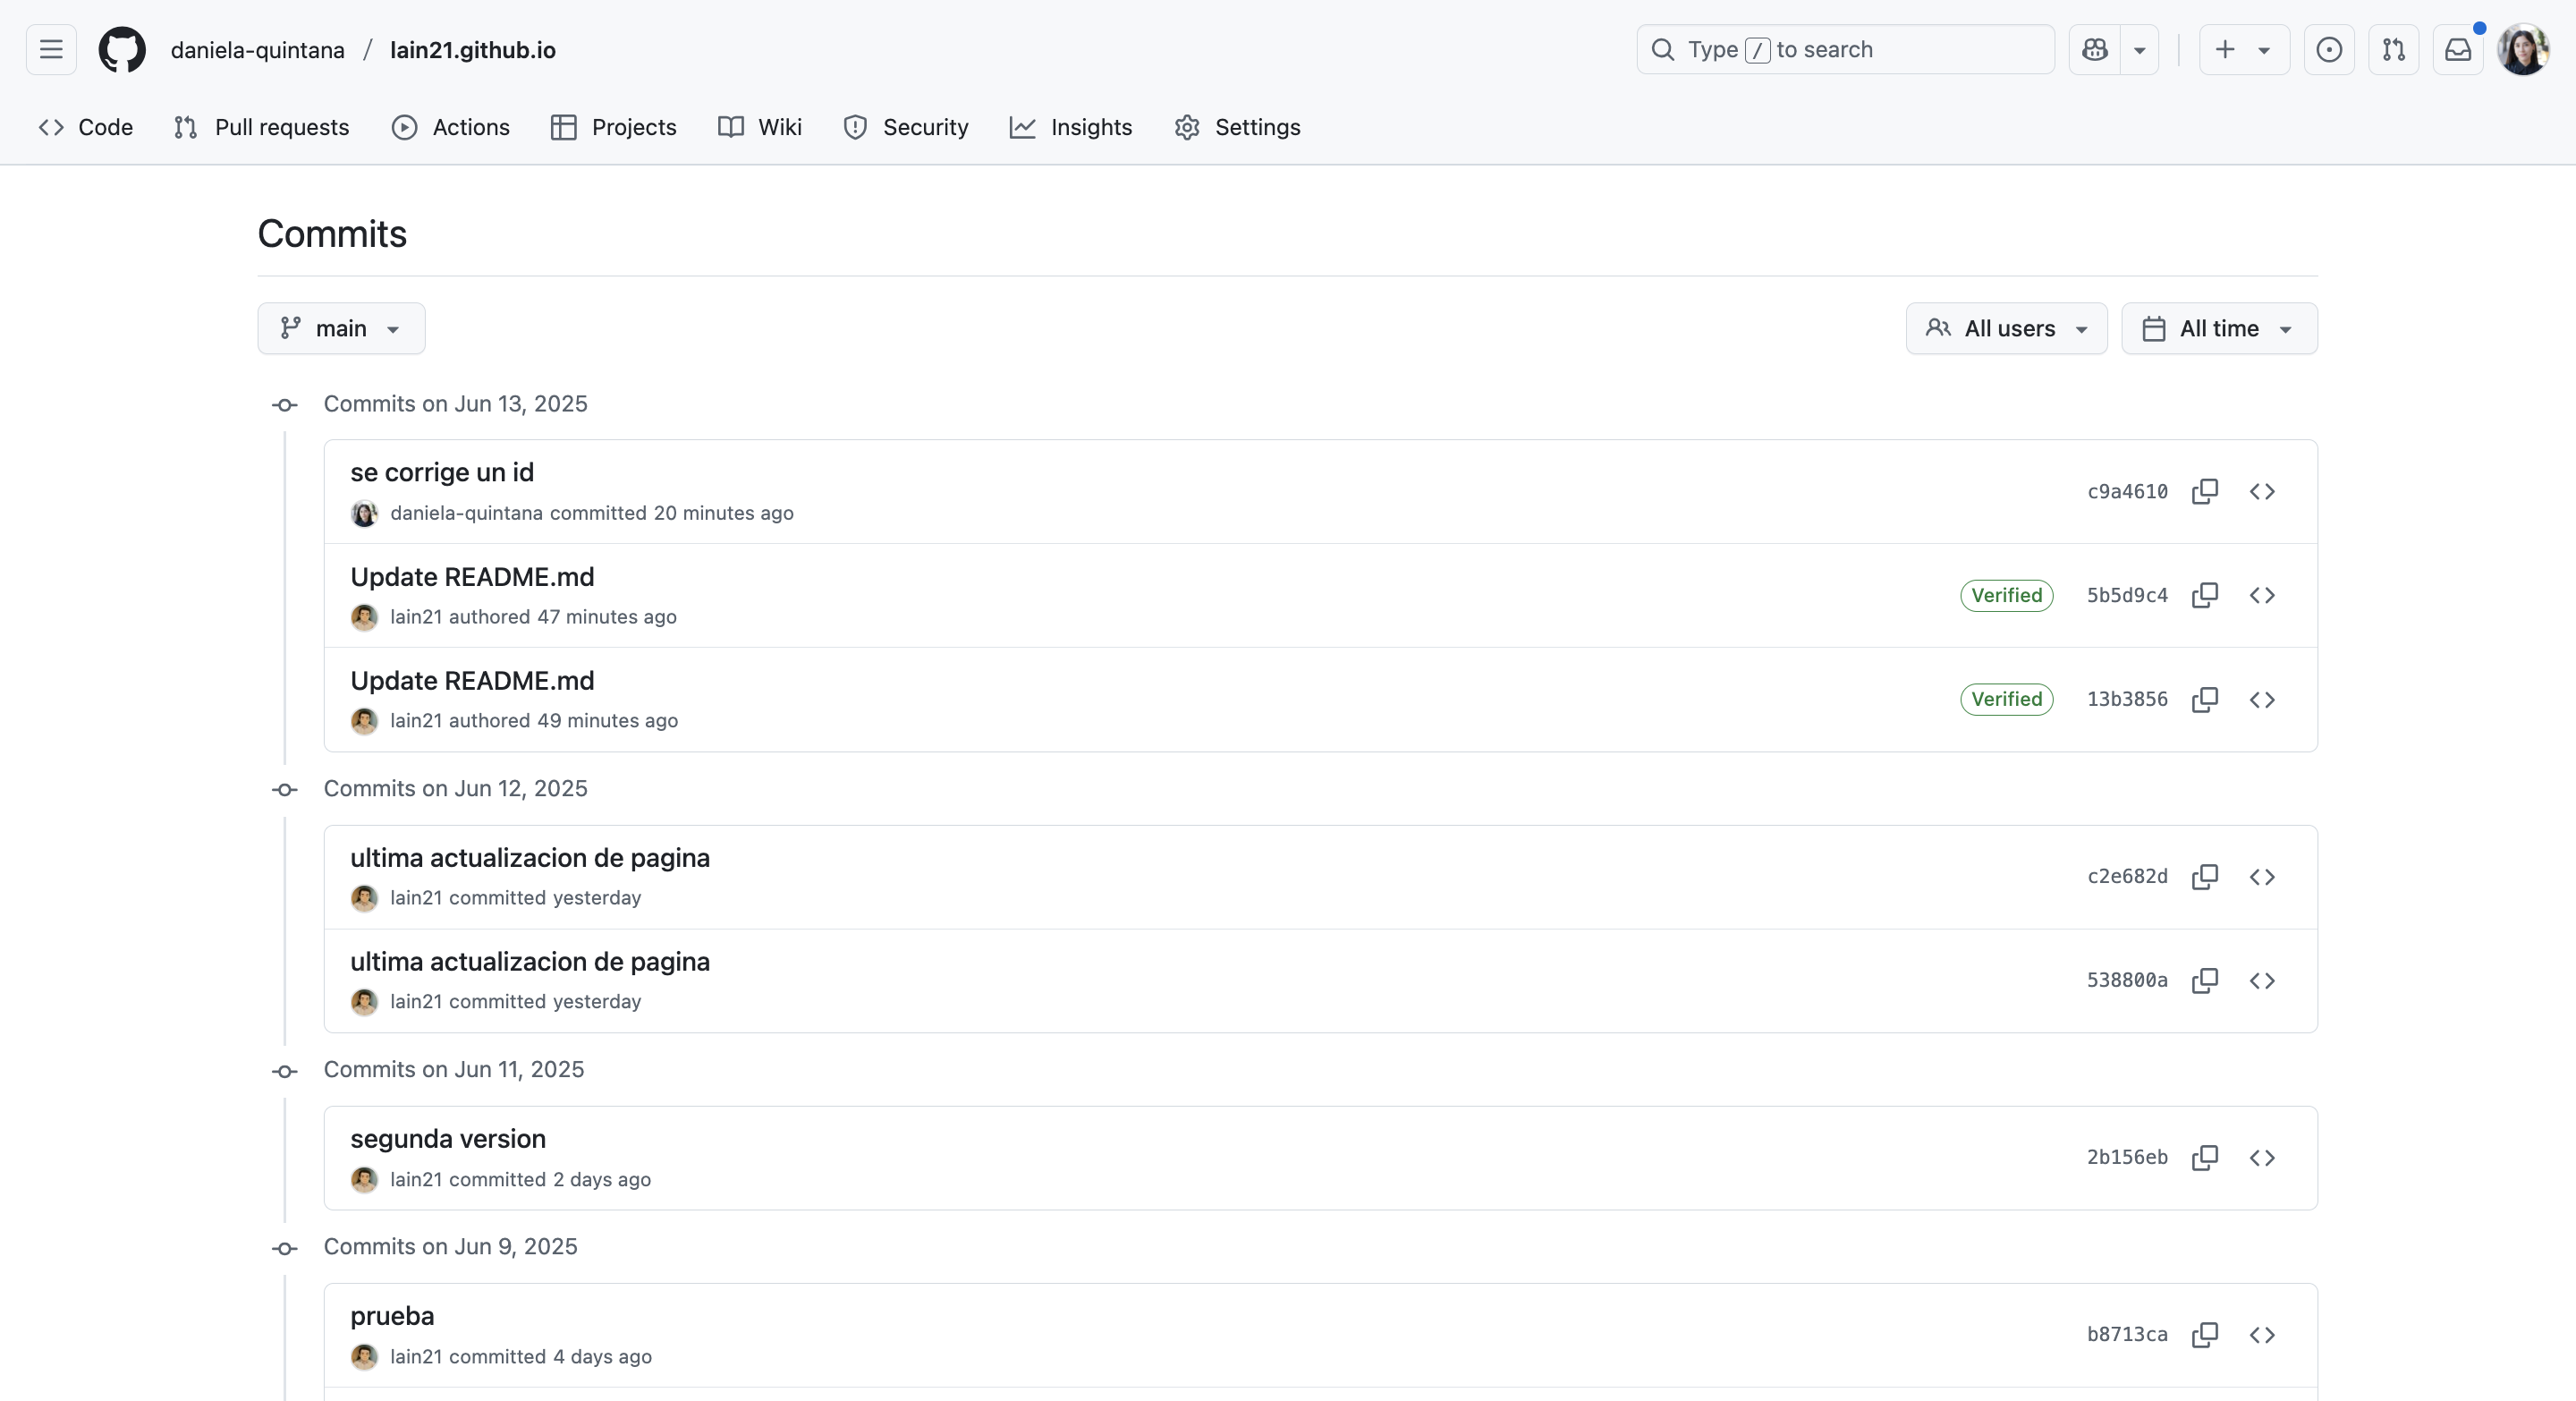 daniela-quintana / lain21.github.io
Type / to search
Code Pull requests Actions Projects Wiki Security Insights Settings
Commits
main All users All time
Commits on Jun 13, 2025
se corrige un id
daniela-quintana committed 20 minutes ago
c9a4610
Update README.md
lain21 authored 47 minutes ago
Verified 5b5d9c4
Update README.md
lain21 authored 49 minutes ago
Verified 13b3856
Commits on Jun 12, 2025
ultima actualizacion de pagina
lain21 committed yesterday
c2e682d
ultima actualizacion de pagina
lain21 committed yesterday
538800a
Commits on Jun 11, 2025
segunda version
lain21 committed 2 days ago
2b156eb
Commits on Jun 9, 2025
prueba
lain21 committed 4 days ago
b8713ca